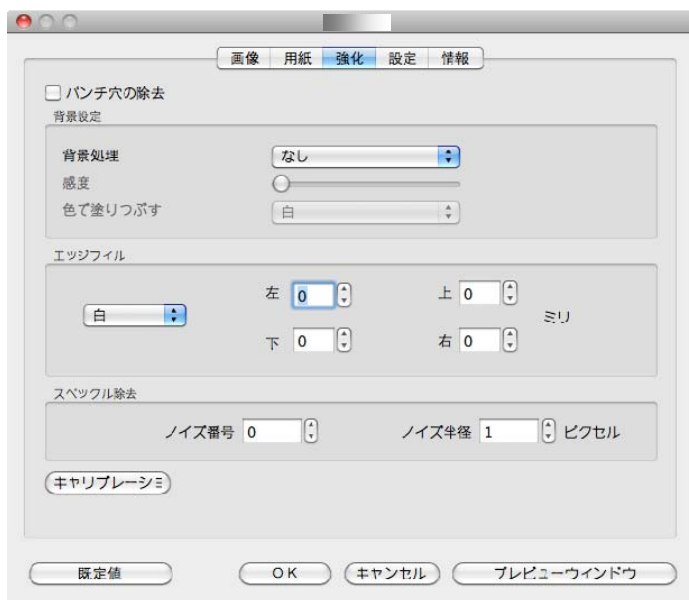 画像 用紙 強化 設定 情報
パンチ穴の除去
背景設定
背景処理 なし
感度
色で塗りつぶす 白
エッジフィル
左 0 上 0
白 ミリ
下 0 右 0
スペックル除去
ノイズ番号 0 ノイズ半径 1 ピクセル
キャリブレーショ
既定値 OK キャンセル プレビューウインドウ